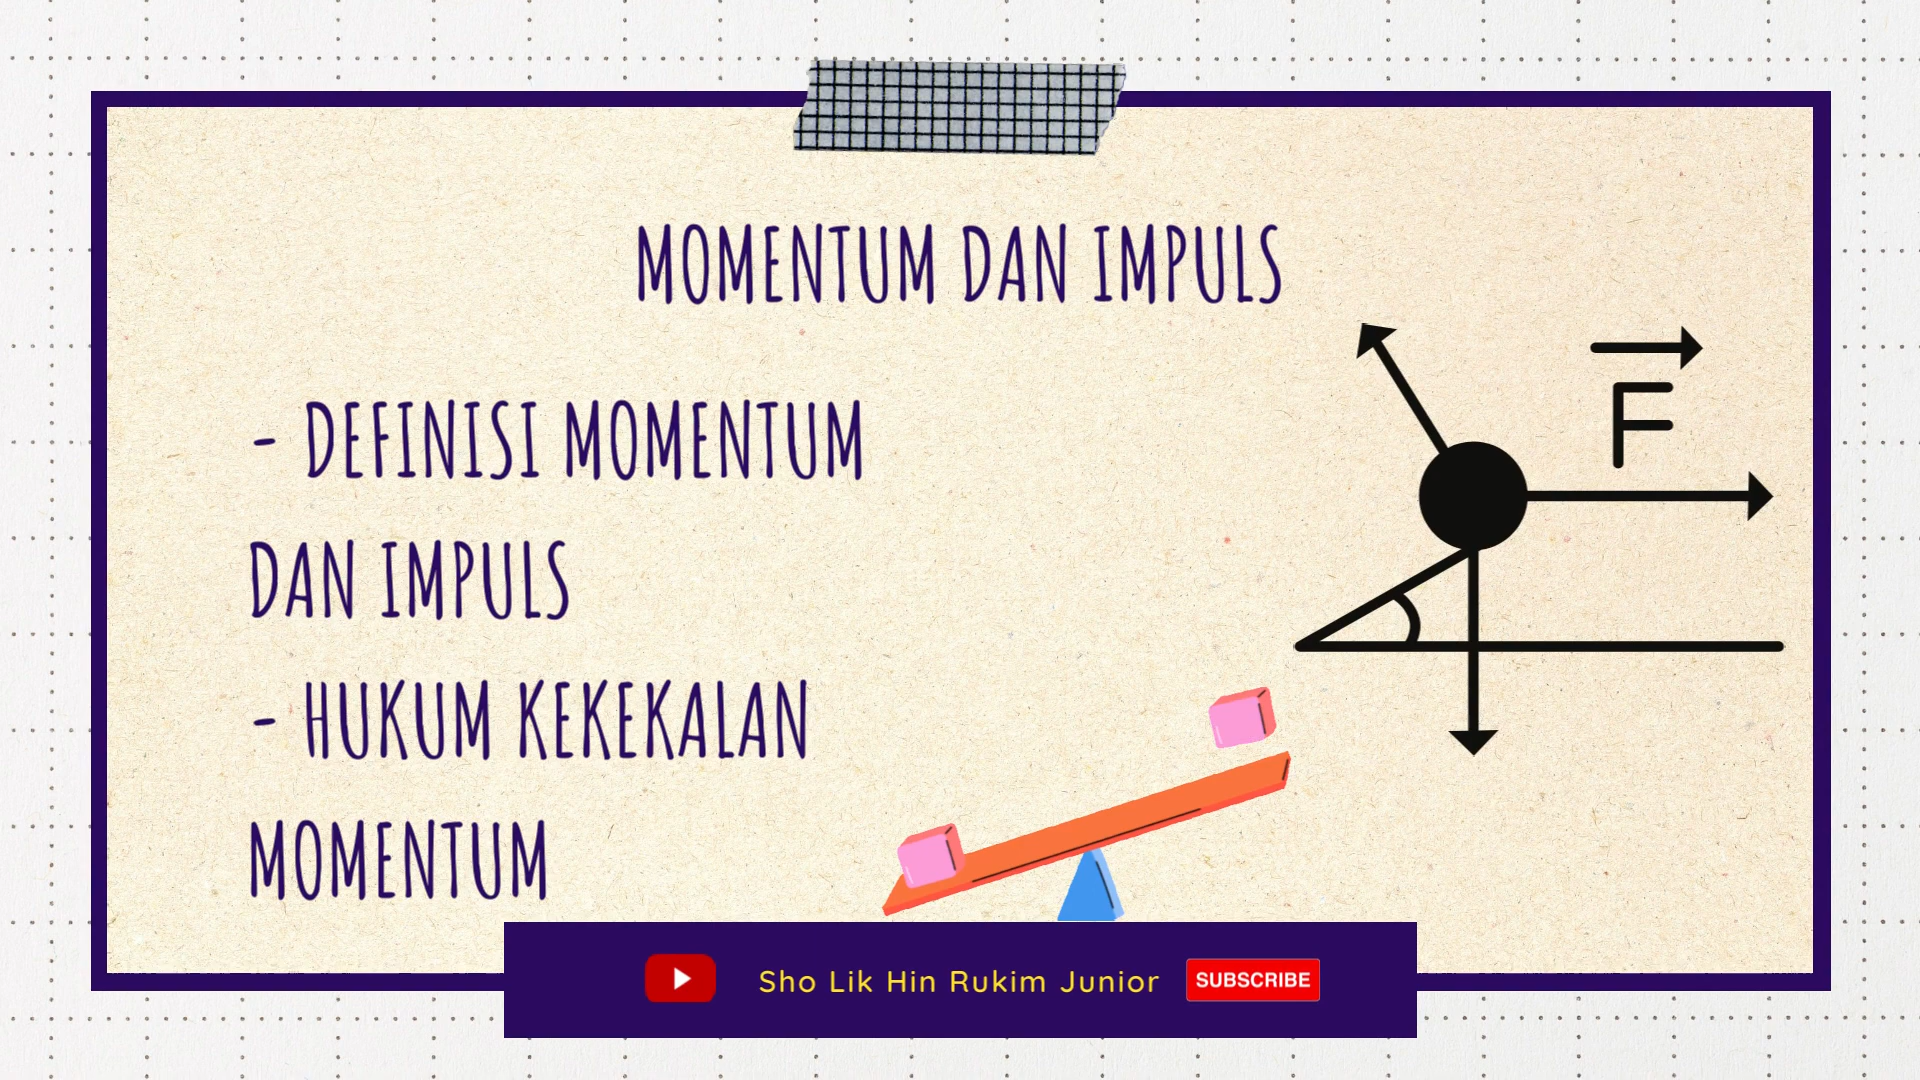 MOMENTUM DAN IMPULS
F
- DEFINISI MOMENTUM
DAN IMPULS
- HUKUM KEKEKALAN
MOMENTUM
Sho Lik Hin Rukim Junior SUBSCRIBE